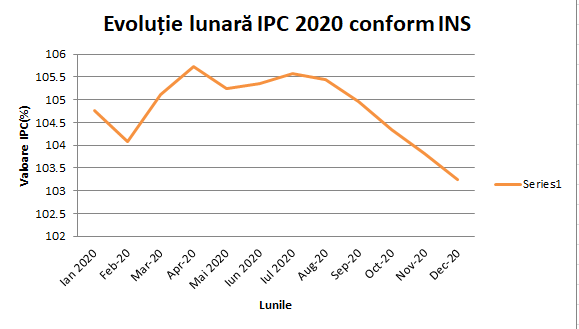 Evoluție lunară IPC 2020 conform INS
106
105.5
105
104.5
104
103.5
103
102.5
102
Valoare IPC(%)
Ian 2020
Feb-20
Mar-20
Apr-20
Mai 2020
Iun 2020
Iul 2020
Aug-20
Sep-20
Oct-20
Nov-20
Dec-20
Lunile
Series1